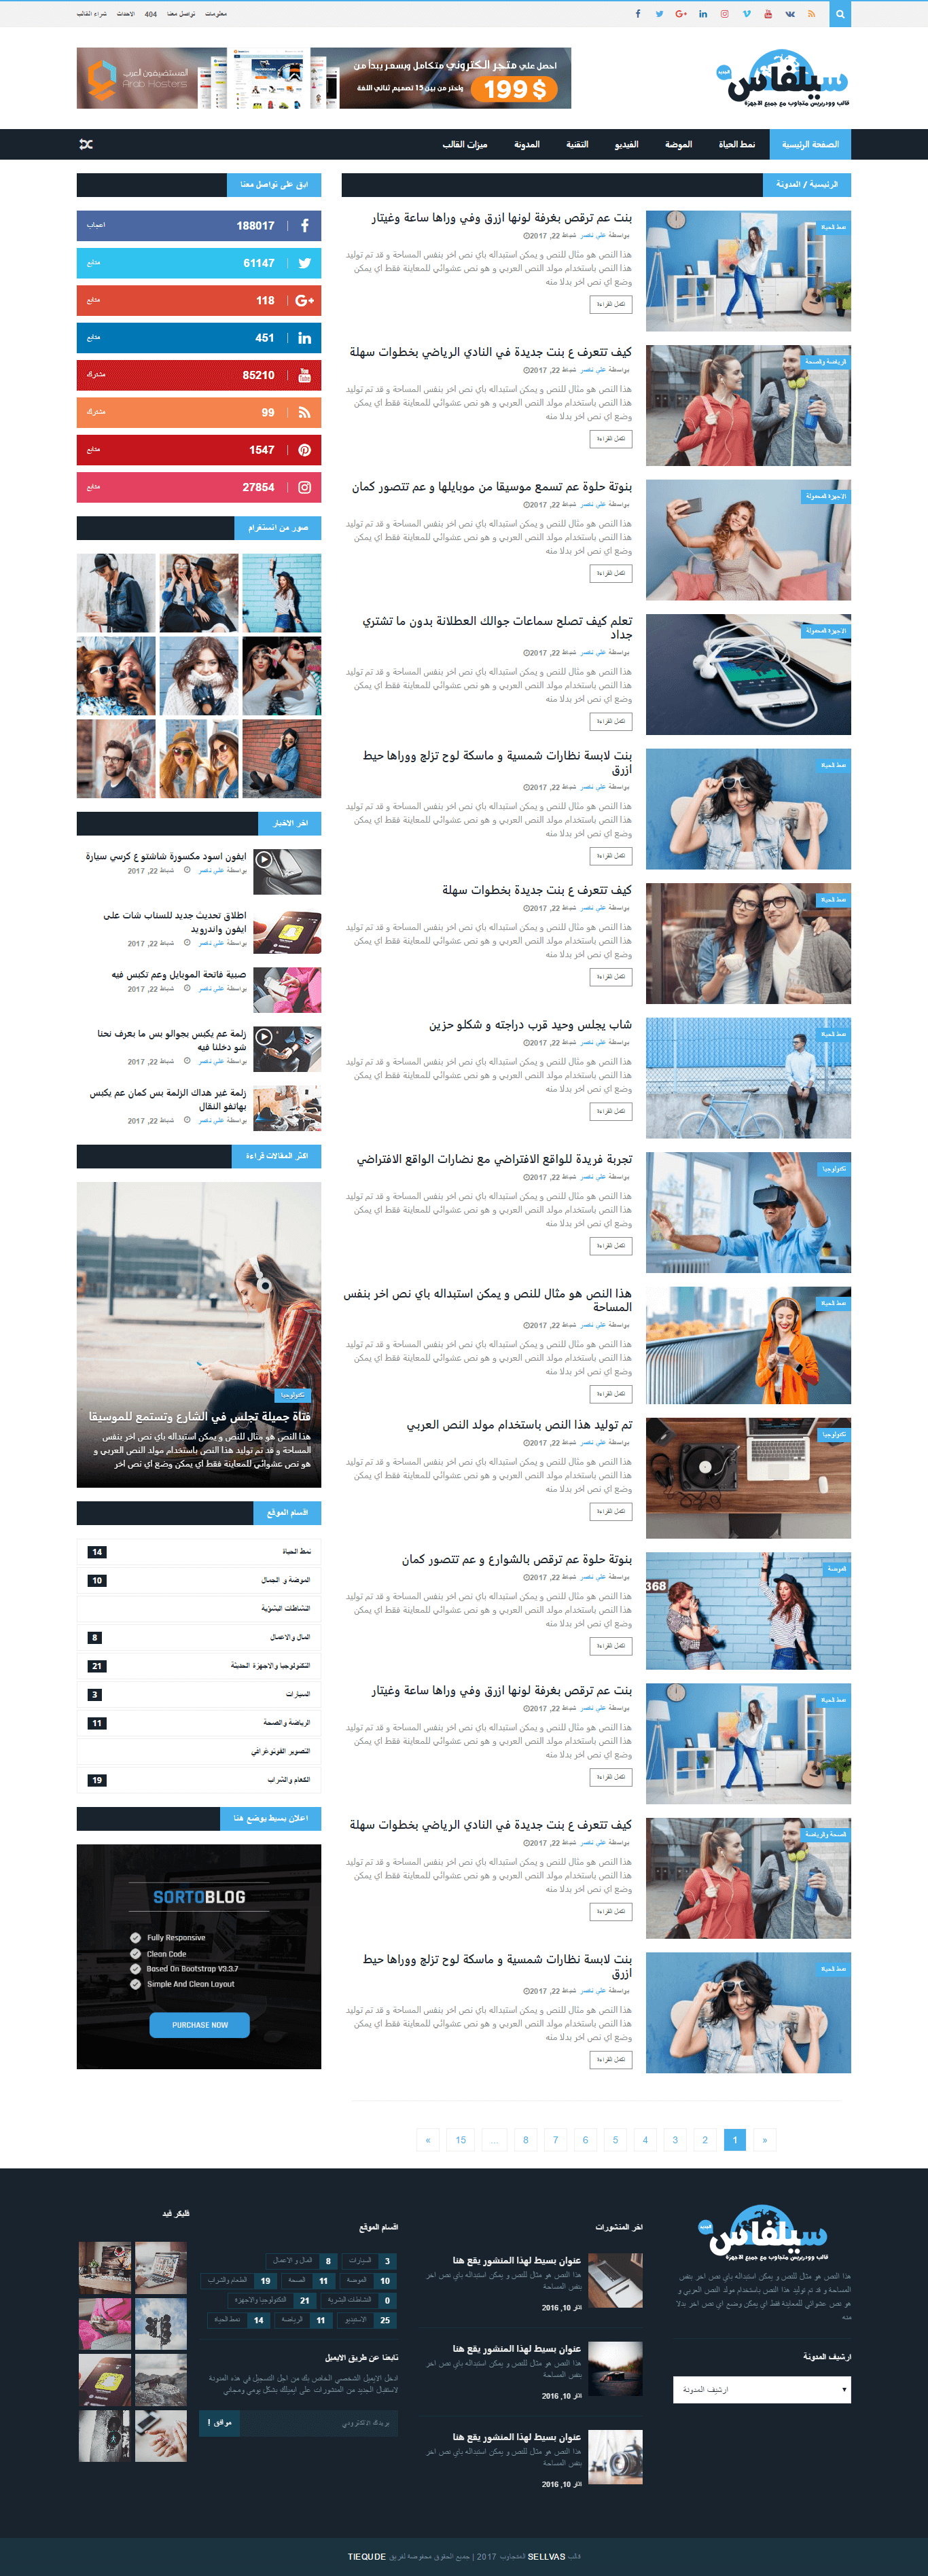 معلومات
تواصل معنا
404
الاحداث
شراء القالب
سيلفاس
الجديد
قالب ووردبريس متجاوب مع جميع الاجهزة
احصل علي متجر الكتروني متكامل وبسعر يبدأ من
199 $
واختر من بين 15 تصميم ثنائي اللغة
المستضيفون العرب
Arab Hosters
الصفحة الرئيسية
نمط الحياة
الموضة
الفيديو
التقنية
المدونة
ميزات القالب
الرئيسية / المدونة
نمط الحياة
بنت عم ترقص بغرفة لونها ازرق وفي وراها ساعة وغيتار
بواسطة علي ناصر شباط 22, 2017
هذا النص هو مثال للنص و يمكن استبداله باي نص اخر بنفس المساحة و قد تم توليد
هذا النص باستخدام مولد النص العربي و هو نص عشوائي للمعاينة فقط اي يمكن
وضع اي نص اخر بدلا منه
اكمل القراءة
الرياضة والصحة
كيف تتعرف ع بنت جديدة في النادي الرياضي بخطوات سهلة
بواسطة علي ناصر شباط 22, 2017
هذا النص هو مثال للنص و يمكن استبداله باي نص اخر بنفس المساحة و قد تم توليد
هذا النص باستخدام مولد النص العربي و هو نص عشوائي للمعاينة فقط اي يمكن
وضع اي نص اخر بدلا منه
اكمل القراءة
الاجهزة المحمولة
بنوتة حلوة عم تسمع موسيقا من موبايلها و عم تتصور كمان
بواسطة علي ناصر شباط 22, 2017
هذا النص هو مثال للنص و يمكن استبداله باي نص اخر بنفس المساحة و قد تم توليد
هذا النص باستخدام مولد النص العربي و هو نص عشوائي للمعاينة فقط اي يمكن
وضع اي نص اخر بدلا منه
اكمل القراءة
الاجهزة المحمولة
تعلم كيف تصلح سماعات جوالك العطلانة بدون ما تشتري
جداد
بواسطة علي ناصر شباط 22, 2017
هذا النص هو مثال للنص و يمكن استبداله باي نص اخر بنفس المساحة و قد تم توليد
هذا النص باستخدام مولد النص العربي و هو نص عشوائي للمعاينة فقط اي يمكن
وضع اي نص اخر بدلا منه
اكمل القراءة
نمط الحياة
بنت لابسة نظارات شمسية و ماسكة لوح تزلج ووراها حيط
ازرق
بواسطة علي ناصر شباط 22, 2017
هذا النص هو مثال للنص و يمكن استبداله باي نص اخر بنفس المساحة و قد تم توليد
هذا النص باستخدام مولد النص العربي و هو نص عشوائي للمعاينة فقط اي يمكن
وضع اي نص اخر بدلا منه
اكمل القراءة
نمط الحياة
كيف تتعرف ع بنت جديدة بخطوات سهلة
بواسطة علي ناصر شباط 22, 2017
هذا النص هو مثال للنص و يمكن استبداله باي نص اخر بنفس المساحة و قد تم توليد
هذا النص باستخدام مولد النص العربي و هو نص عشوائي للمعاينة فقط اي يمكن
وضع اي نص اخر بدلا منه
اكمل القراءة
نمط الحياة
شاب يجلس وحيد قرب دراجته و شكلو حزين
بواسطة علي ناصر شباط 22, 2017
هذا النص هو مثال للنص و يمكن استبداله باي نص اخر بنفس المساحة و قد تم توليد
هذا النص باستخدام مولد النص العربي و هو نص عشوائي للمعاينة فقط اي يمكن
وضع اي نص اخر بدلا منه
اكمل القراءة
تكنولوجيا
تجربة فريدة للواقع الافتراضي مع نضارات الواقع الافتراضي
بواسطة علي ناصر شباط 22, 2017
هذا النص هو مثال للنص و يمكن استبداله باي نص اخر بنفس المساحة و قد تم توليد
هذا النص باستخدام مولد النص العربي و هو نص عشوائي للمعاينة فقط اي يمكن
وضع اي نص اخر بدلا منه
اكمل القراءة
نمط الحياة
هذا النص هو مثال للنص و يمكن استبداله باي نص اخر بنفس
المساحة
بواسطة علي ناصر شباط 22, 2017
هذا النص هو مثال للنص و يمكن استبداله باي نص اخر بنفس المساحة و قد تم توليد
هذا النص باستخدام مولد النص العربي و هو نص عشوائي للمعاينة فقط اي يمكن
وضع اي نص اخر بدلا منه
اكمل القراءة
تكنولوجيا
تم توليد هذا النص باستخدام مولد النص العربي
بواسطة علي ناصر شباط 22, 2017
هذا النص هو مثال للنص و يمكن استبداله باي نص اخر بنفس المساحة و قد تم توليد
هذا النص باستخدام مولد النص العربي و هو نص عشوائي للمعاينة فقط اي يمكن
وضع اي نص اخر بدلا منه
اكمل القراءة
الموضة
368
بنوتة حلوة عم ترقص بالشوارع و عم تتصور كمان
بواسطة علي ناصر شباط 22, 2017
هذا النص هو مثال للنص و يمكن استبداله باي نص اخر بنفس المساحة و قد تم توليد
هذا النص باستخدام مولد النص العربي و هو نص عشوائي للمعاينة فقط اي يمكن
وضع اي نص اخر بدلا منه
اكمل القراءة
نمط الحياة
بنت عم ترقص بغرفة لونها ازرق وفي وراها ساعة وغيتار
بواسطة علي ناصر شباط 22, 2017
هذا النص هو مثال للنص و يمكن استبداله باي نص اخر بنفس المساحة و قد تم توليد
هذا النص باستخدام مولد النص العربي و هو نص عشوائي للمعاينة فقط اي يمكن
وضع اي نص اخر بدلا منه
اكمل القراءة
الصحة والرياضة
كيف تتعرف ع بنت جديدة في النادي الرياضي بخطوات سهلة
بواسطة علي ناصر شباط 22, 2017
هذا النص هو مثال للنص و يمكن استبداله باي نص اخر بنفس المساحة و قد تم توليد
هذا النص باستخدام مولد النص العربي و هو نص عشوائي للمعاينة فقط اي يمكن
وضع اي نص اخر بدلا منه
اكمل القراءة
نمط الحياة
بنت لابسة نظارات شمسية و ماسكة لوح تزلج ووراها حيط
ازرق
بواسطة علي ناصر شباط 22, 2017
هذا النص هو مثال للنص و يمكن استبداله باي نص اخر بنفس المساحة و قد تم توليد
هذا النص باستخدام مولد النص العربي و هو نص عشوائي للمعاينة فقط اي يمكن
وضع اي نص اخر بدلا منه
اكمل القراءة
« 1 2 3 4 5 6 7 8 ... 15 »
ابق على تواصل معنا
188017 اعجاب
61147 متابع
118 متابع
451 متابع
85210 مشترك
99 مشترك
1547 متابع
27854 متابع
صور من انستغرام
اخر الاخبار
ايفون اسود مكسورة شاشتو ع كرسي سيارة
بواسطة علي ناصر شباط 22, 2017
اطلاق تحديث جديد للسناب شات على
ايفون واندرويد
بواسطة علي ناصر شباط 22, 2017
صبية فاتحة الموبايل وعم تكبس فيه
بواسطة علي ناصر شباط 22, 2017
زلمة عم يكبس بجوالو بس ما بعرف نحنا
شو دخلنا فيه
بواسطة علي ناصر شباط 22, 2017
زلمة غير هداك الزلمة بس كمان عم يكبس
بهاتفو النقال
بواسطة علي ناصر شباط 22, 2017
اكثر المقالات قراءة
تكنولوجيا
فتاة جميلة تجلس في الشارع وتستمع للموسيقا
هذا النص هو مثال للنص و يمكن استبداله باي نص اخر بنفس
المساحة و قد تم توليد هذا النص باستخدام مولد النص العربي و
هو نص عشوائي للمعاينة فقط اي يمكن وضع اي نص اخر
اقسام الموقع
نمط الحياة 14
الموضة و الجمال 10
النشاطات البشرية
المال والاعمال 8
التكنولوجيا والاجهزة الحديثة 21
السيارات 3
الرياضة والصحة 11
التصوير الفوتوغرافي
الطعام والشراب 19
اعلان بسيط يوضع هنا
SORTOBLOG
Fully Responsive
Clean Code
Based On Bootstrap V3.3.7
Simple And Clean Layout
PURCHASE NOW
سيلفاس
الجديد
قالب ووردبريس متجاوب مع جميع الاجهزة
هذا النص هو مثال للنص و يمكن استبداله باي نص اخر بنفس
المساحة و قد تم توليد هذا النص باستخدام مولد النص العربي و
هو نص عشوائي للمعاينة فقط اي يمكن وضع اي نص اخر بدلا
منه
ارشيف المدونة
ارشيف المدونة
اخر المنشورات
عنوان بسيط لهذا المنشور يقع هنا
هذا النص هو مثال للنص و يمكن استبداله باي نص اخر
بنفس المساحة
اذار 10, 2016
عنوان بسيط لهذا المنشور يقع هنا
هذا النص هو مثال للنص و يمكن استبداله باي نص اخر
بنفس المساحة
اذار 10, 2016
عنوان بسيط لهذا المنشور يقع هنا
هذا النص هو مثال للنص و يمكن استبداله باي نص اخر
بنفس المساحة
اذار 10, 2016
اقسام الموقع
3 السيارات
8 المال و الاعمال
10 الموضة
11 الصحة
19 الطعام والشراب
0 النشاطات البشرية
21 التكنولوجيا والاجهزة
25 الاستيديو
11 الرياضة
14 نمط الحياة
تابعنا عن طريق الايميل
ادخل الايميل الشخصي الخاص بك من اجل التسجيل في هذه المدونة
لاستقبال الجديد من المنشورات على ايميلك بشكل يومي ومجاني
بريدك الالكتروني
موافق !
فليكر فيد
قالب SELLVAS المتجاوب 2017 | جميع الحقوق محفوضة لفريق TIEQUDE